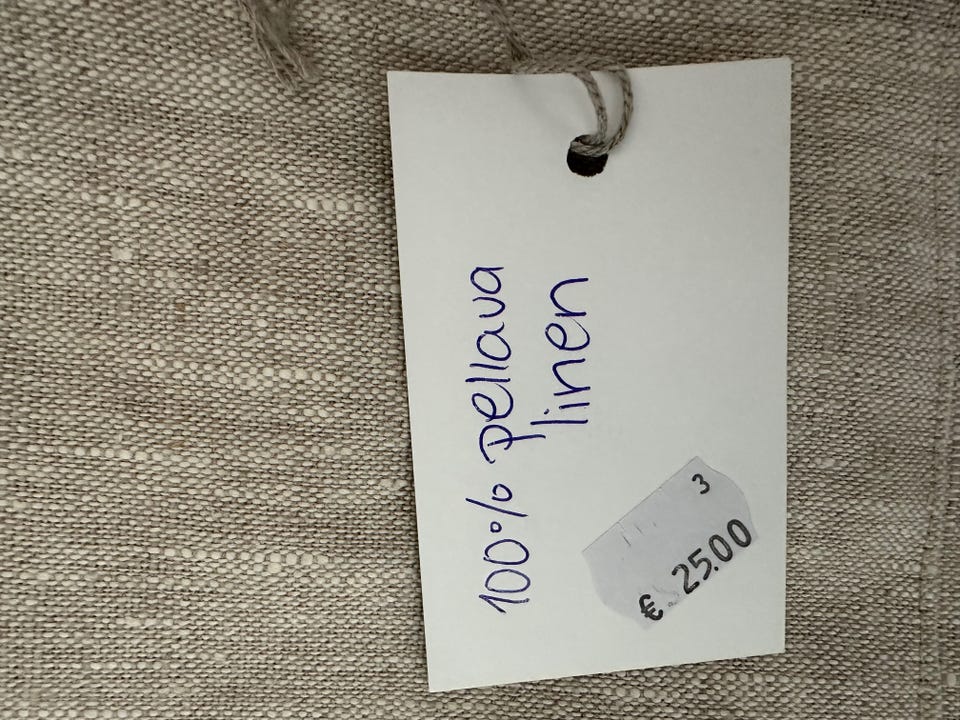 100% pellava
linen
3
€ 25.00